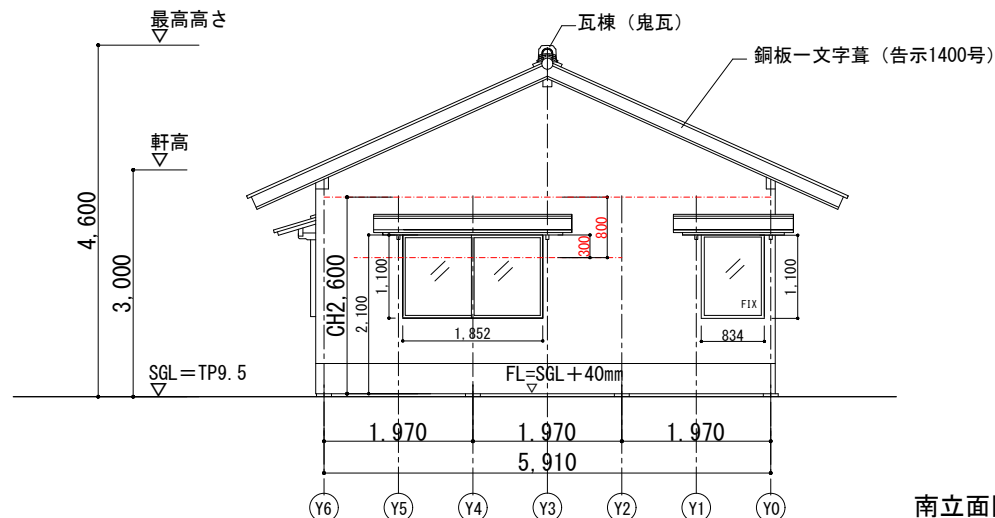 最高高さ
瓦棟（鬼瓦）
銅板一文字葺（告示1400号）
軒高
4,600
3,000
CH2,600
2,100
1,100
300
800
1,100
FIX
1,852
834
SGL＝TP9.5
FL=SGL＋40mm
1.970
1.970
1.970
5,910
Y6
Y5
Y4
Y3
Y2
Y1
Y0
南立面